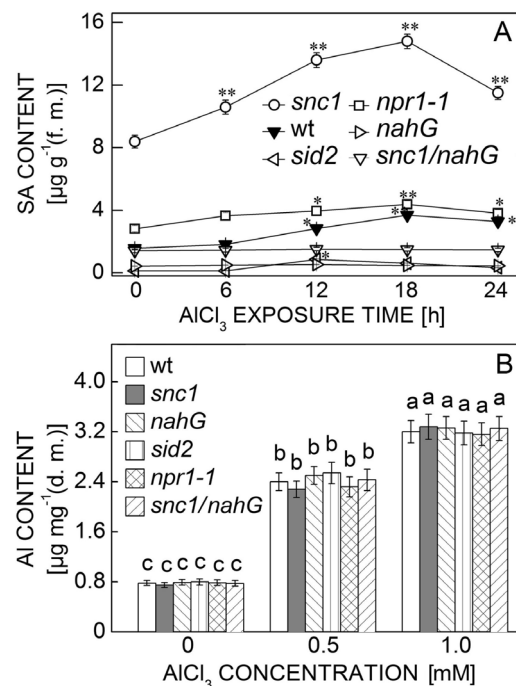 A
SA CONTENT
[µg g⁻¹(f. m.)]
16
12
8
4
0
** ** ** **
snc1 npr1-1
wt nahG
sid2 snc1/nahG
* ** *
* * *
*
0 6 12 18 24
AlCl₃ EXPOSURE TIME [h]
B
Al CONTENT
[µg mg⁻¹(d. m.)]
4.0
3.2
2.4
1.6
0.8
0
wt
snc1
nahG
sid2
npr1-1
snc1/nahG
c c c c c c
b b b b b b
a a a a a a
0 0.5 1.0
AlCl₃ CONCENTRATION [mM]